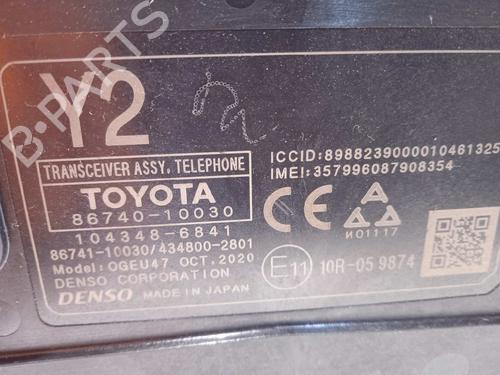 Y2
TRANSCEIVER ASSY, TELEPHONE
TOYOTA
86740-10030
104348-6841
86741-10030/434800-2801
Model: OGEU47 OCT, 2020
DENSO CORPORATION
DENSO MADE IN JAPAN
ICCID:8988239000010461325
IMEI:357996087908354
CE
И01117
E11 10R-05 9874
B-PARTS